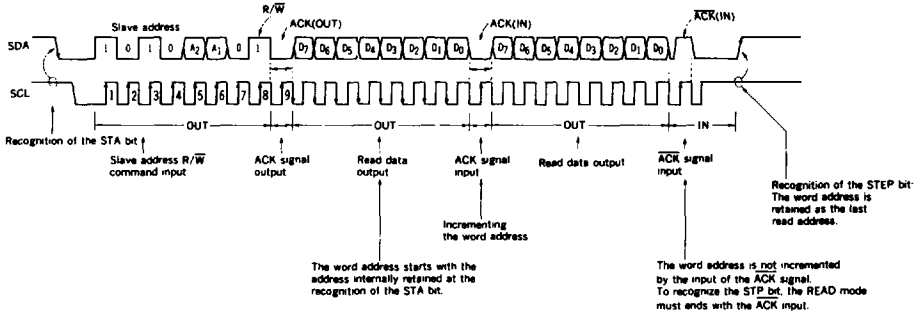 R/W̅
ACK(OUT)
ACK(IN)
A̅C̅K̅(IN)
Slave address
SDA
1 0 1 0 A2 A1 0 1
D7 D6 D5 D4 D3 D2 D1 D0
D7 D6 D5 D4 D3 D2 D1 D0
SCL
1 2 3 4 5 6 7 8 9
OUT
OUT
OUT
IN
Recognition of the STA bit
Slave address R/W̅
command input
ACK signal
output
Read data
output
ACK signal
input
Read data output
A̅C̅K̅ signal
input
Incrementing
the word address
Recognition of the STEP bit:
The word address is
retained as the last
read address.
The word address starts with the
address internally retained at the
recognition of the STA bit.
The word address is not incremented
by the input of the A̅C̅K̅ signal.
To recognize the STP bit, the READ mode
must ends with the A̅C̅K̅ input.